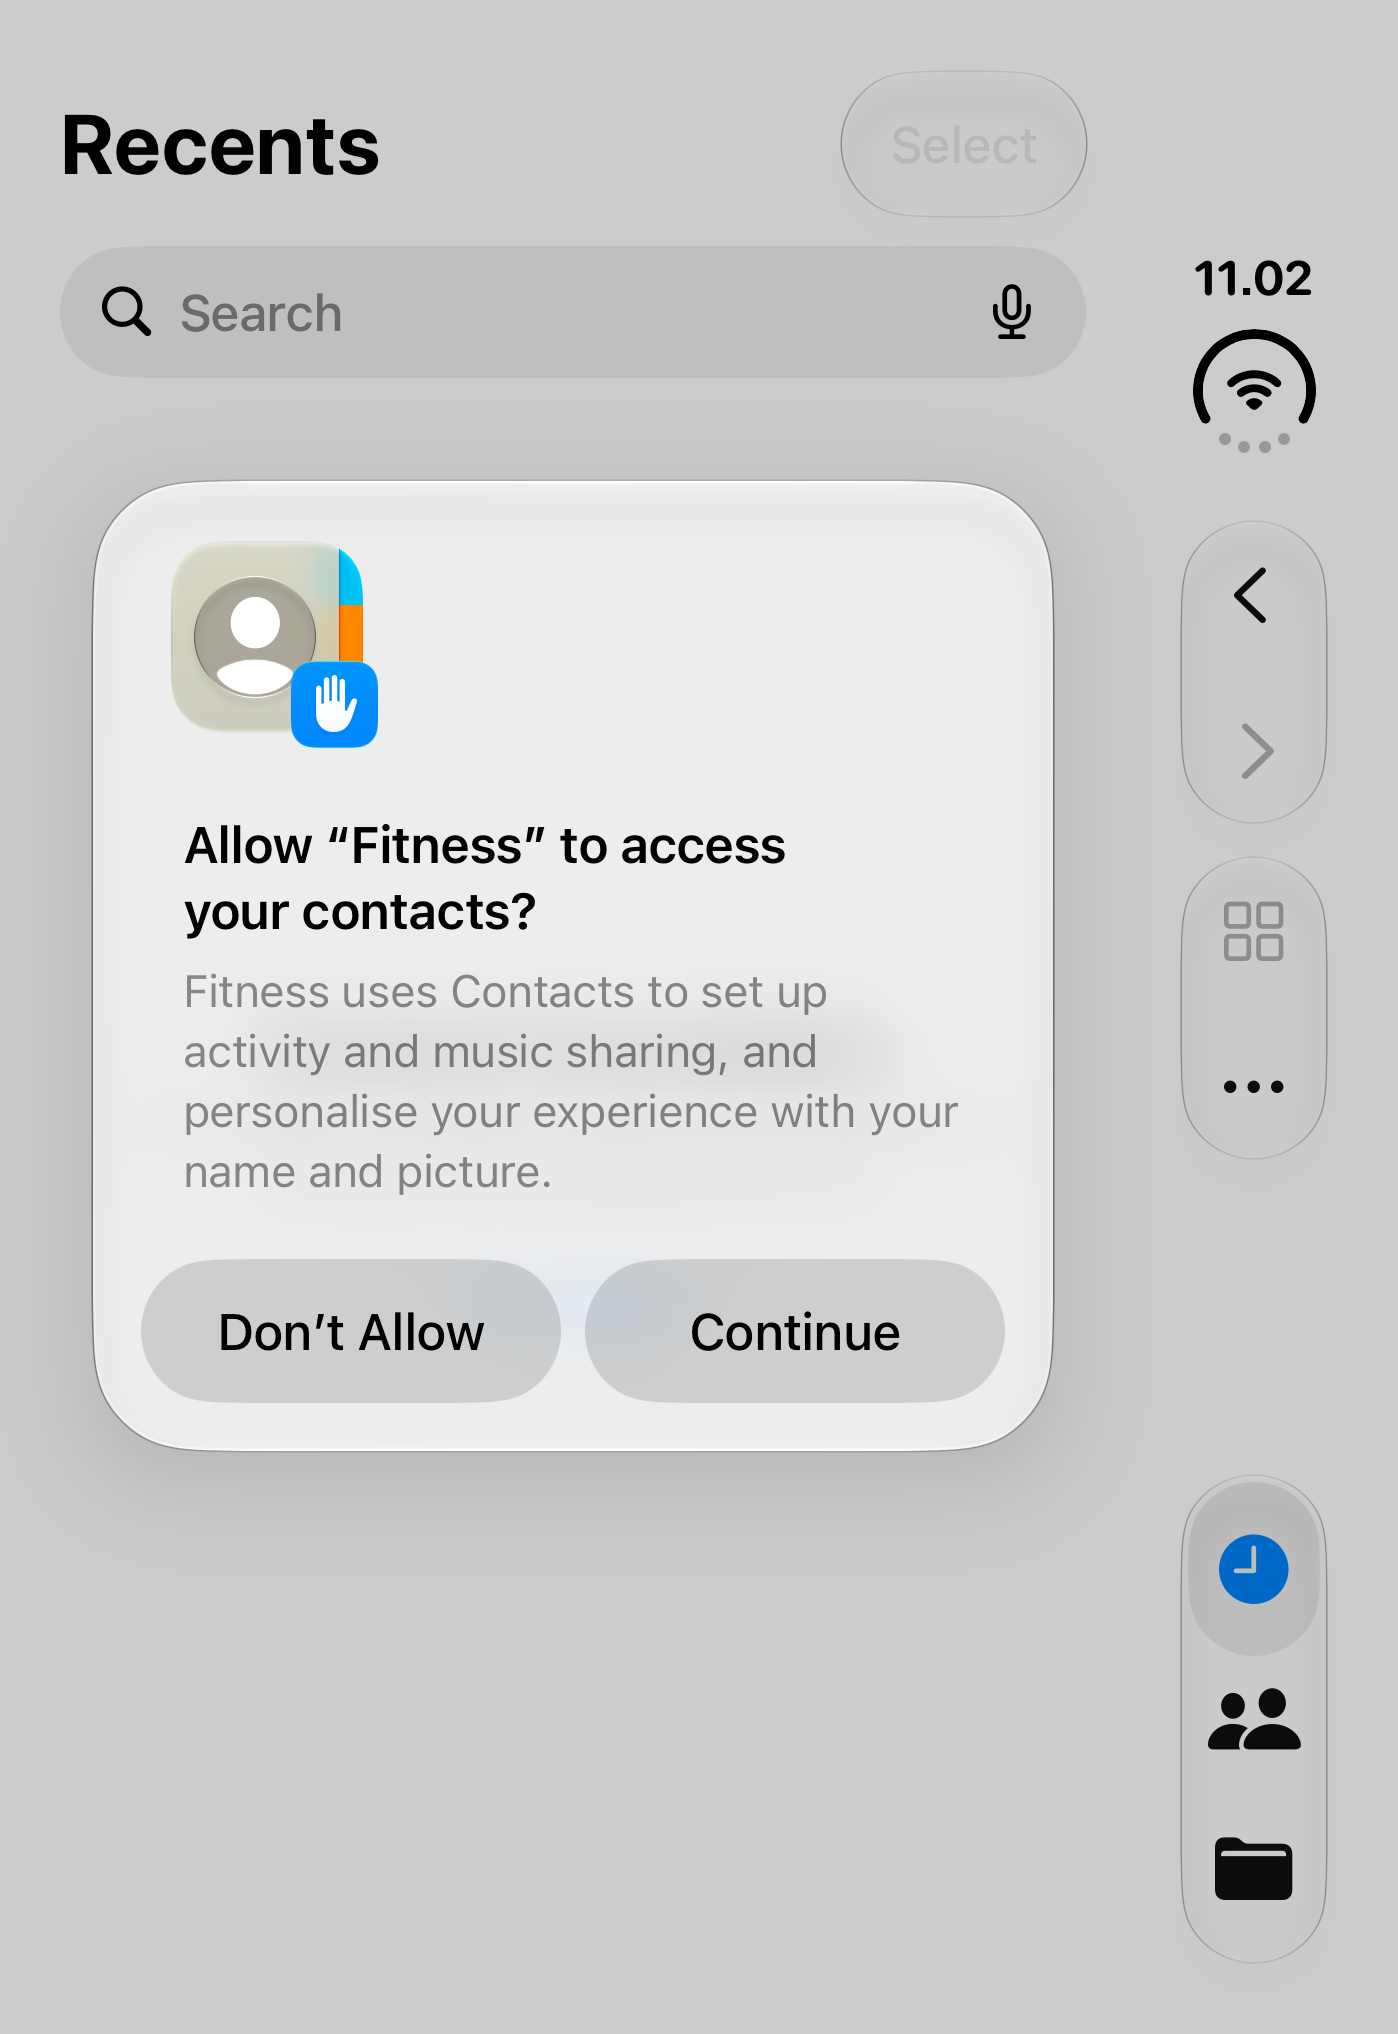 Recents
Select
Search
11.02
Allow “Fitness” to access
your contacts?
Fitness uses Contacts to set up
activity and music sharing, and
personalise your experience with your
name and picture.
Don’t Allow
Continue